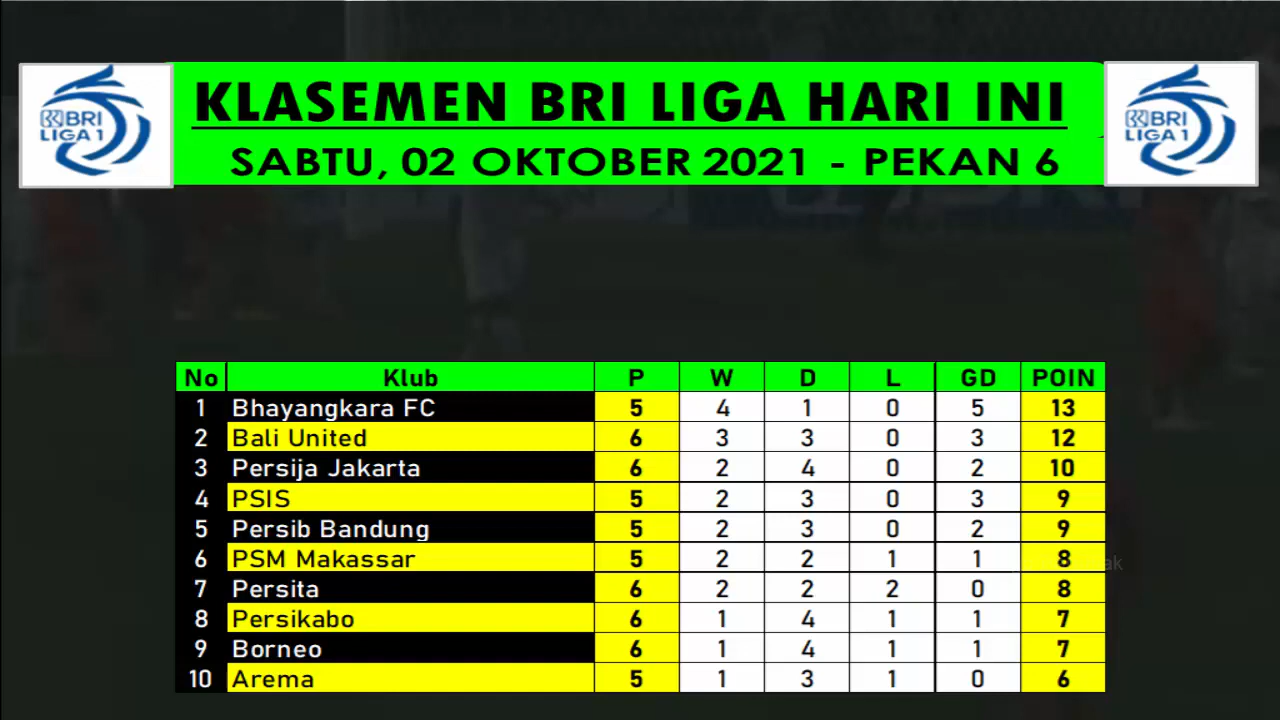 KLASEMEN BRI LIGA HARI INI
SABTU, 02 OKTOBER 2021 - PEKAN 6
BRI
LIGA 1
BRI
LIGA 1
No Klub P W D L GD POIN
1 Bhayangkara FC 5 4 1 0 5 13
2 Bali United 6 3 3 0 3 12
3 Persija Jakarta 6 2 4 0 2 10
4 PSIS 5 2 3 0 3 9
5 Persib Bandung 5 2 3 0 2 9
6 PSM Makassar 5 2 2 1 1 8
7 Persita 6 2 2 2 0 8
8 Persikabo 6 1 4 1 1 7
9 Borneo 6 1 4 1 1 7
10 Arema 5 1 3 1 0 6